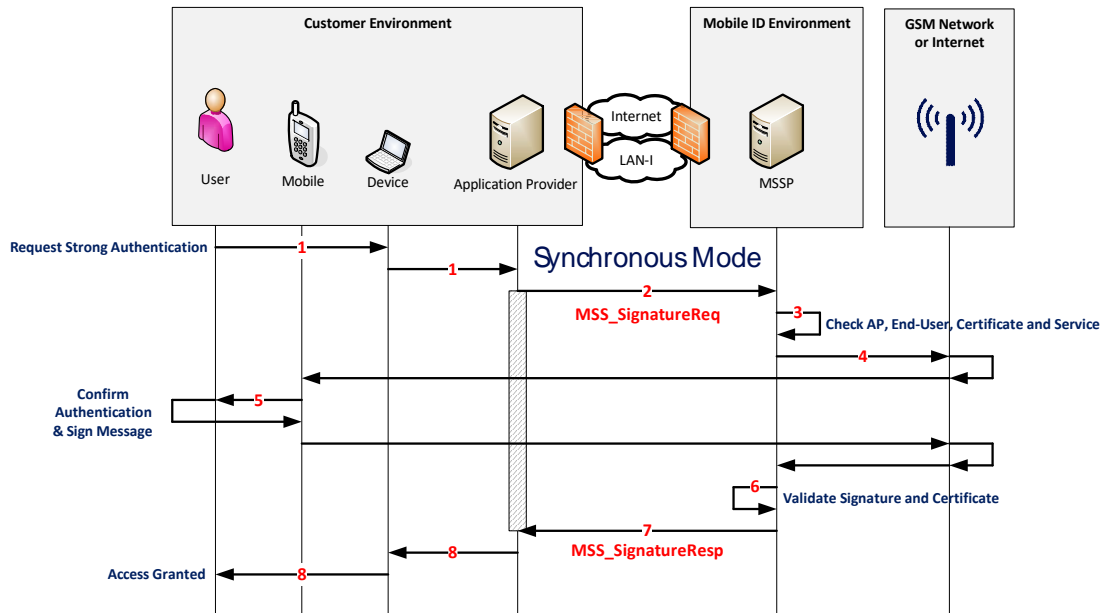 Customer Environment
Mobile ID Environment
GSM Network
or Internet
Internet
LAN-I
User
Mobile
Device
Application Provider
MSSP
Request Strong Authentication
1
1
Synchronous Mode
2
MSS_SignatureReq
3
Check AP, End-User, Certificate and Service
4
Confirm
Authentication
& Sign Message
5
6
Validate Signature and Certificate
7
MSS_SignatureResp
8
Access Granted
8